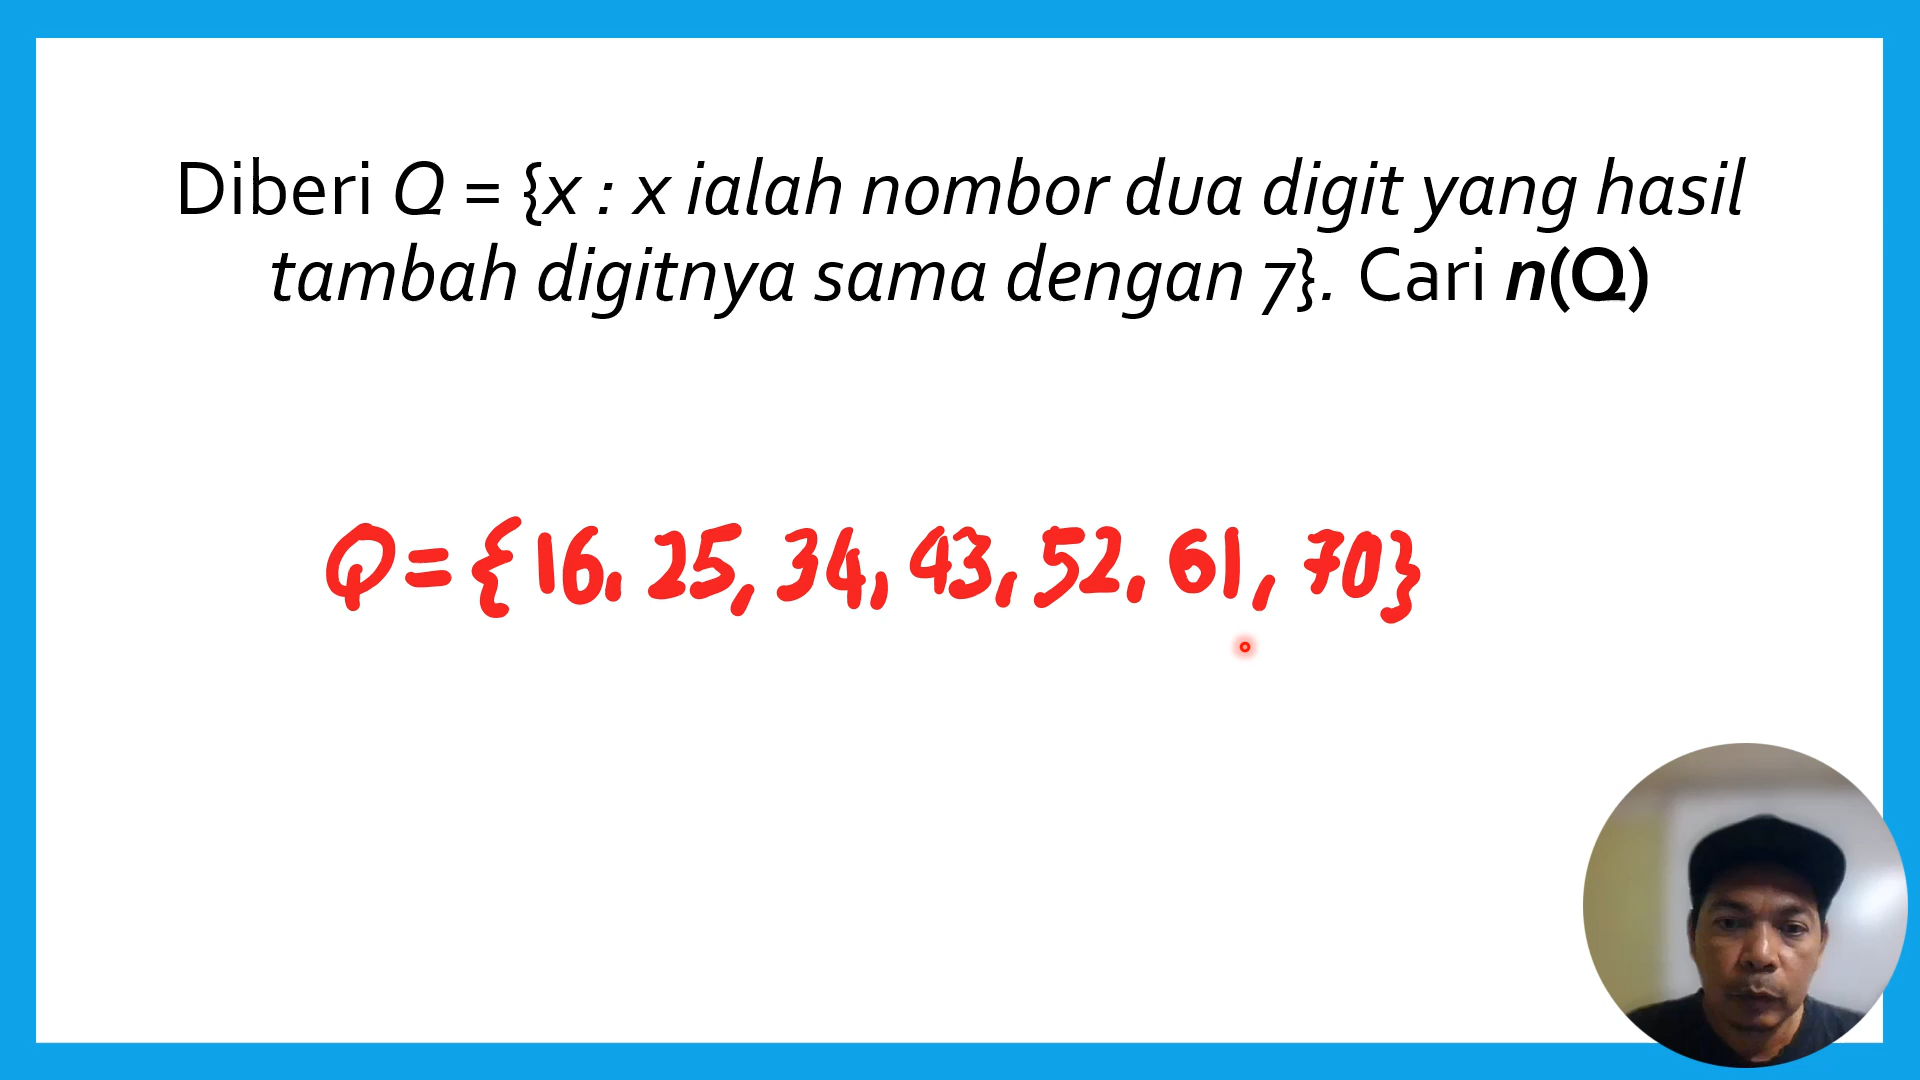 Diberi Q = {x : x ialah nombor dua digit yang hasil
tambah digitnya sama dengan 7}. Cari n(Q)
Q = {16, 25, 34, 43, 52, 61, 70}